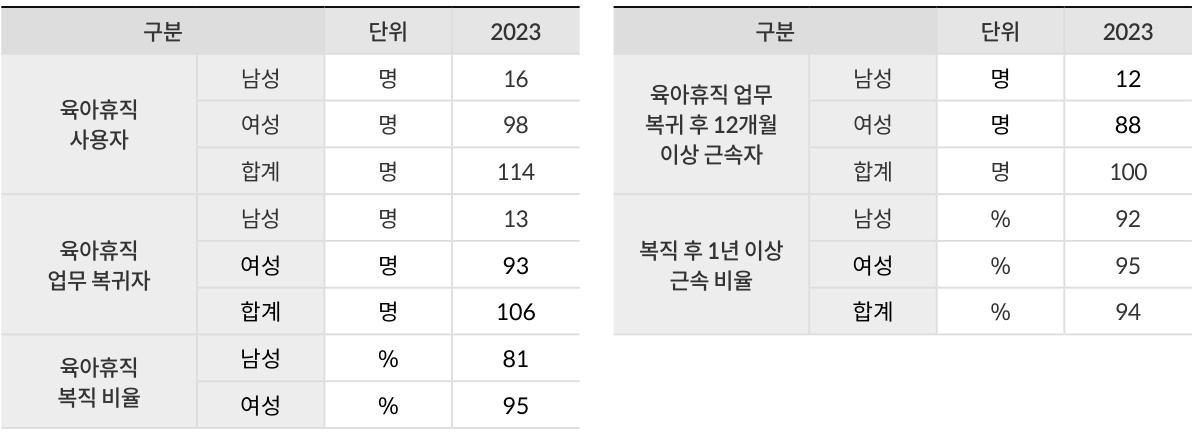 구분 단위 2023
육아휴직
사용자
남성 명 16
여성 명 98
합계 명 114
육아휴직
업무 복귀자
남성 명 13
여성 명 93
합계 명 106
육아휴직
복직 비율
남성 % 81
여성 % 95
구분 단위 2023
육아휴직 업무
복귀 후 12개월
이상 근속자
남성 명 12
여성 명 88
합계 명 100
복직 후 1년 이상
근속 비율
남성 % 92
여성 % 95
합계 % 94